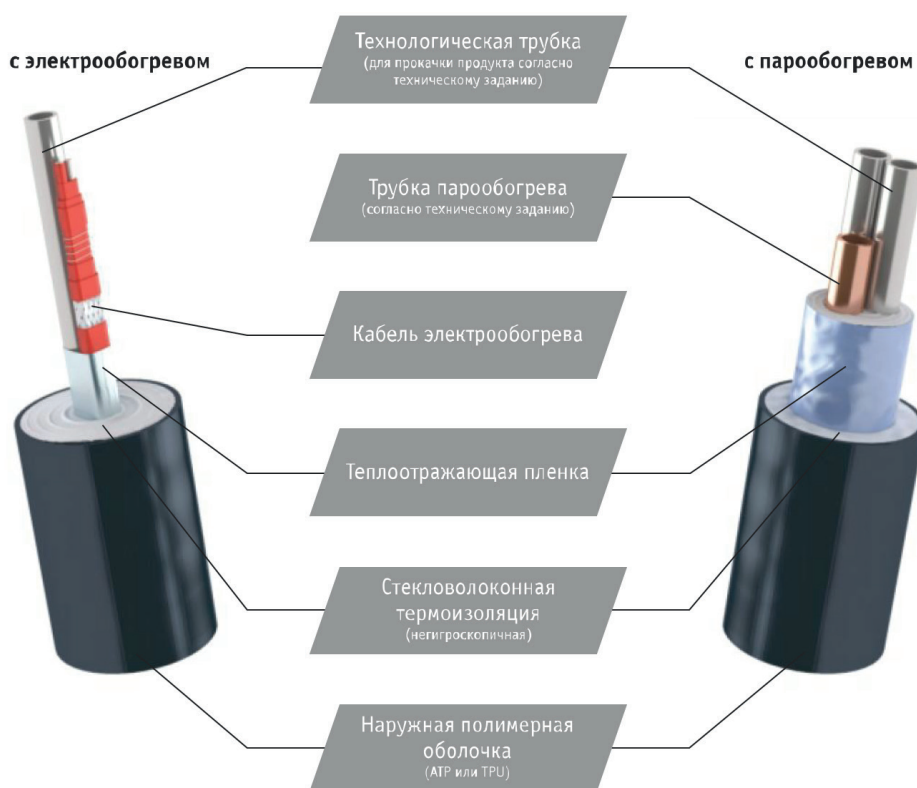 с электрообогревом
Технологическая трубка
(для прокачки продукта согласно
техническому заданию)
с парообогревом
Трубка парообогрева
(согласно техническому заданию)
Кабель электрообогрева
Теплоотражающая пленка
Стекловолоконная
термоизоляция
(негигроскопичная)
Наружная полимерная
оболочка
(ATP или TPU)